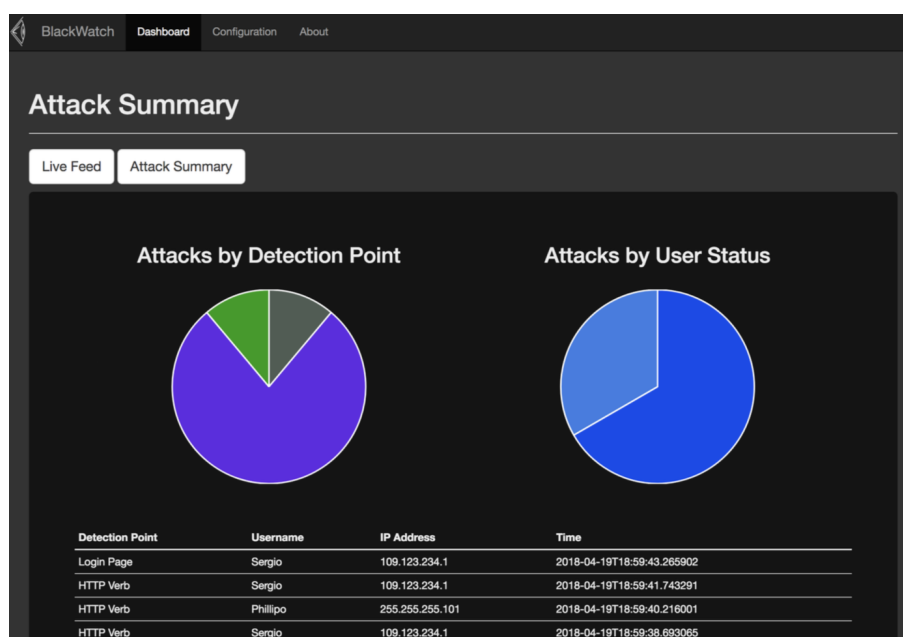 BlackWatch Dashboard Configuration About
Attack Summary
Live Feed Attack Summary
Attacks by Detection Point Attacks by User Status
Detection Point Username IP Address Time
Login Page Sergio 109.123.234.1 2018-04-19T18:59:43.265902
HTTP Verb Sergio 109.123.234.1 2018-04-19T18:59:41.743291
HTTP Verb Phillipo 255.255.255.101 2018-04-19T18:59:40.216001
HTTP Verb Sergio 109.123.234.1 2018-04-19T18:59:38.693065